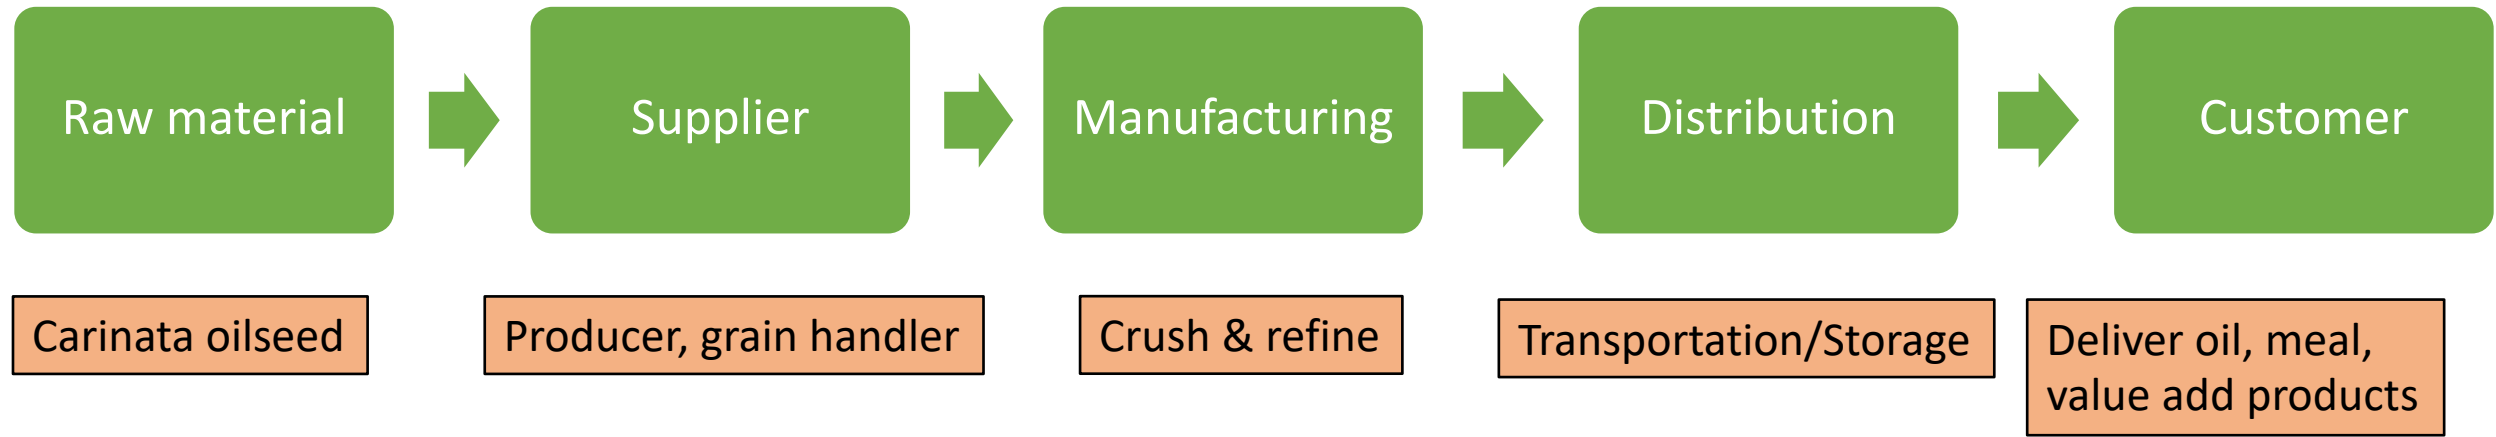 Raw material
Supplier
Manufacturing
Distribution
Customer
Carinata oilseed
Producer, grain handler
Crush & refine
Transportation/Storage
Deliver oil, meal,
value add products